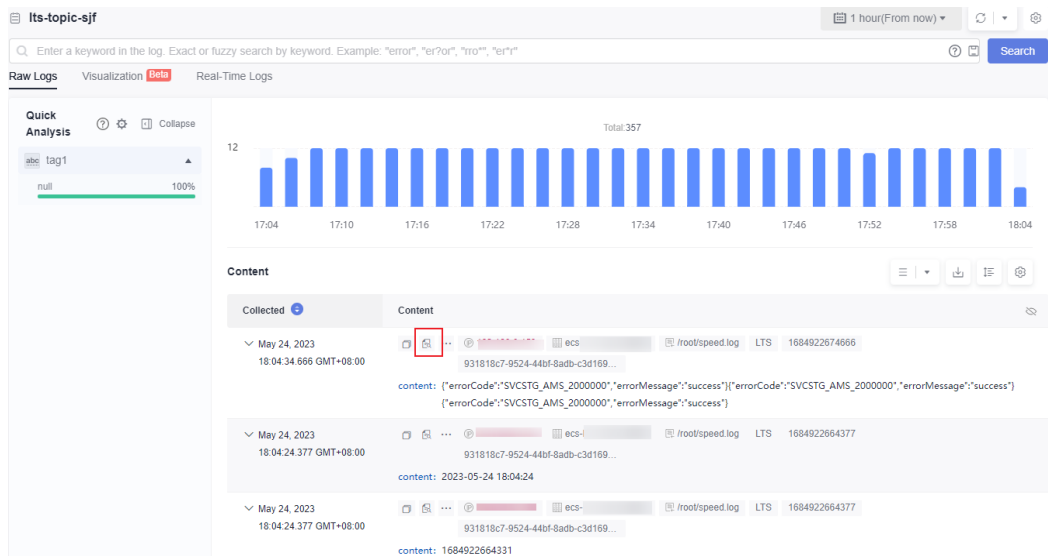 lts-topic-sjf
1 hour(From now)
Enter a keyword in the log. Exact or fuzzy search by keyword. Example: "error", "er?or", "rro*", "er*r"
Search
Raw Logs Visualization Beta Real-Time Logs
Quick Analysis
Collapse
abc tag1
null 100%
Total:357
12
17:04 17:10 17:16 17:22 17:28 17:34 17:40 17:46 17:52 17:58 18:04
Content
Collected Content
May 24, 2023
18:04:34.666 GMT+08:00
ecs /root/speed.log LTS 1684922674666
931818c7-9524-44bf-8adb-c3d169...
content: {"errorCode":"SVCSTG_AMS_2000000","errorMessage":"success"}{"errorCode":"SVCSTG_AMS_2000000","errorMessage":"success"}
{"errorCode":"SVCSTG_AMS_2000000","errorMessage":"success"}
May 24, 2023
18:04:24.377 GMT+08:00
ecs- /root/speed.log LTS 1684922664377
931818c7-9524-44bf-8adb-c3d169...
content: 2023-05-24 18:04:24
May 24, 2023
18:04:24.377 GMT+08:00
ecs- /root/speed.log LTS 1684922664377
931818c7-9524-44bf-8adb-c3d169...
content: 1684922664331